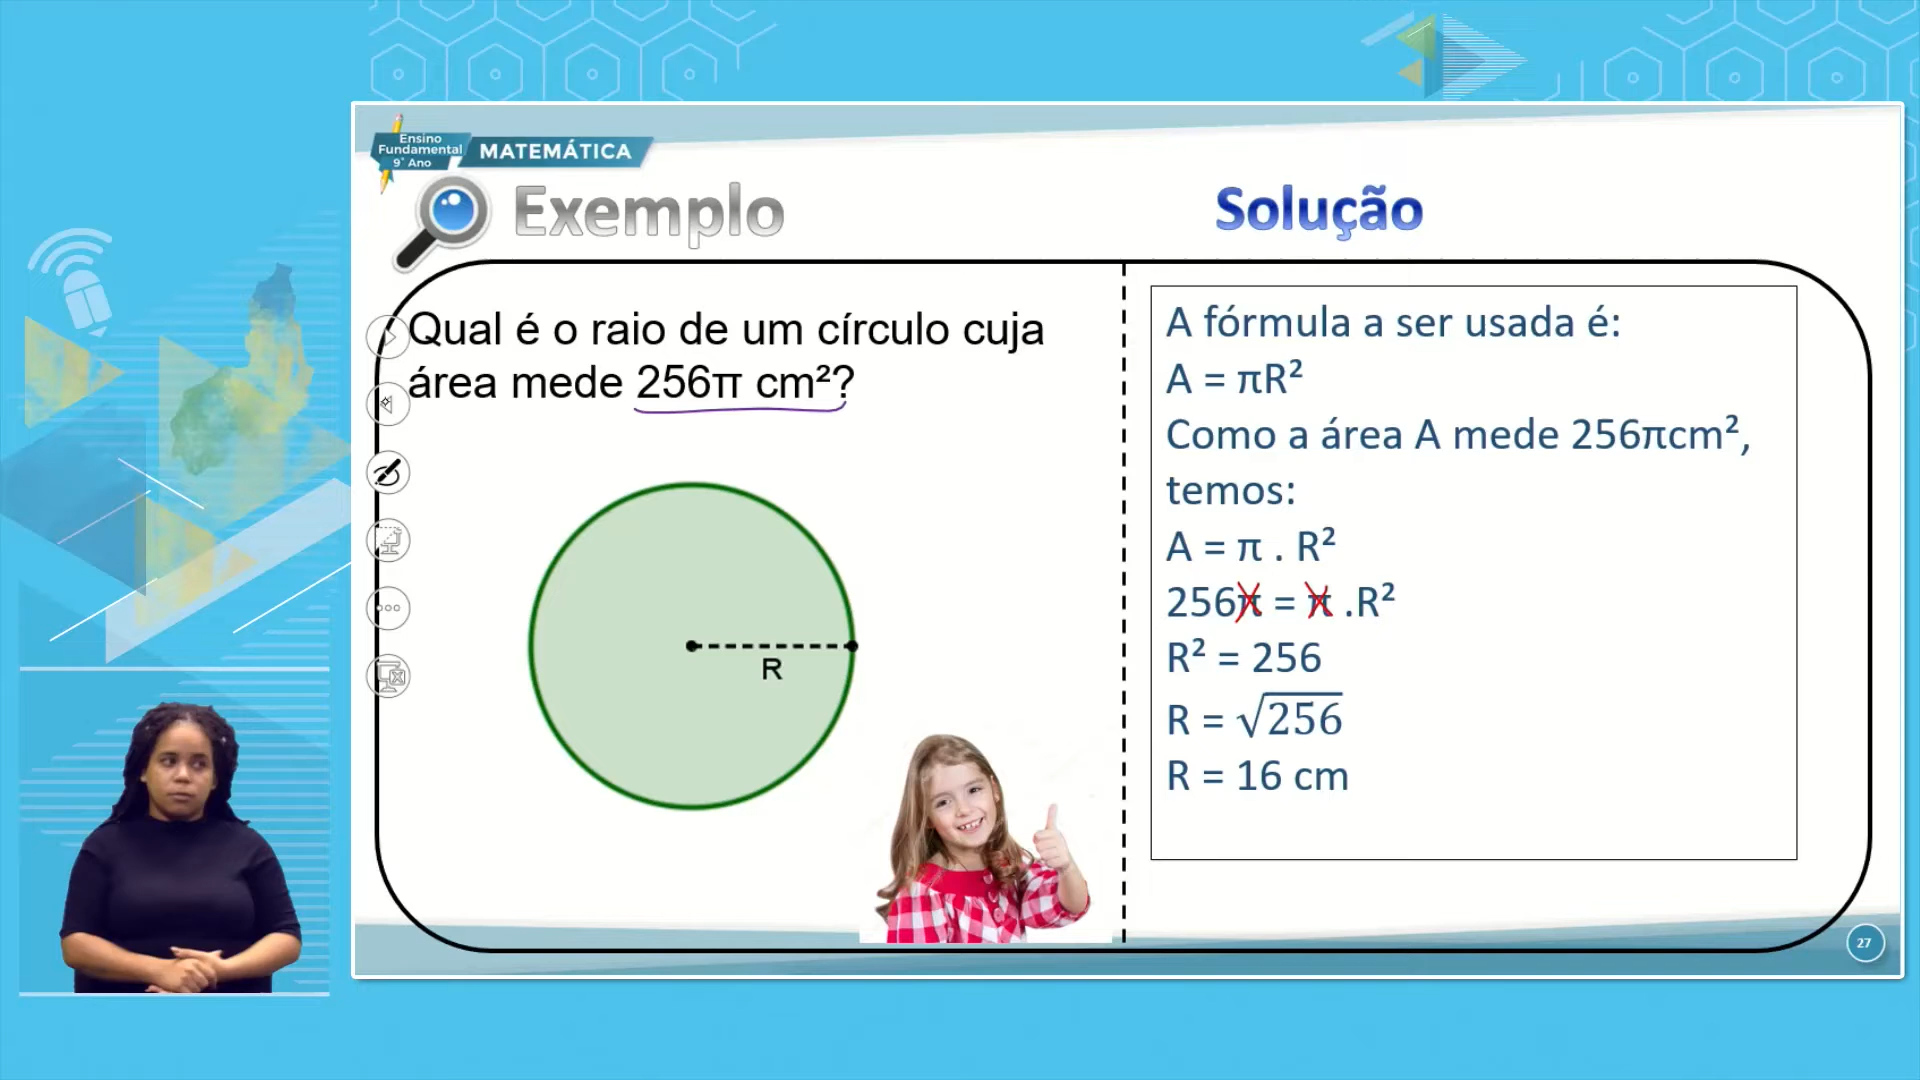 Ensino
Fundamental
9° Ano
MATEMÁTICA
Exemplo
Qual é o raio de um círculo cuja
área mede 256π cm²?
R
Solução
A fórmula a ser usada é:
A = πR²
Como a área A mede 256πcm²,
temos:
A = π . R²
256π = π .R²
R² = 256
R = √256
R = 16 cm
27